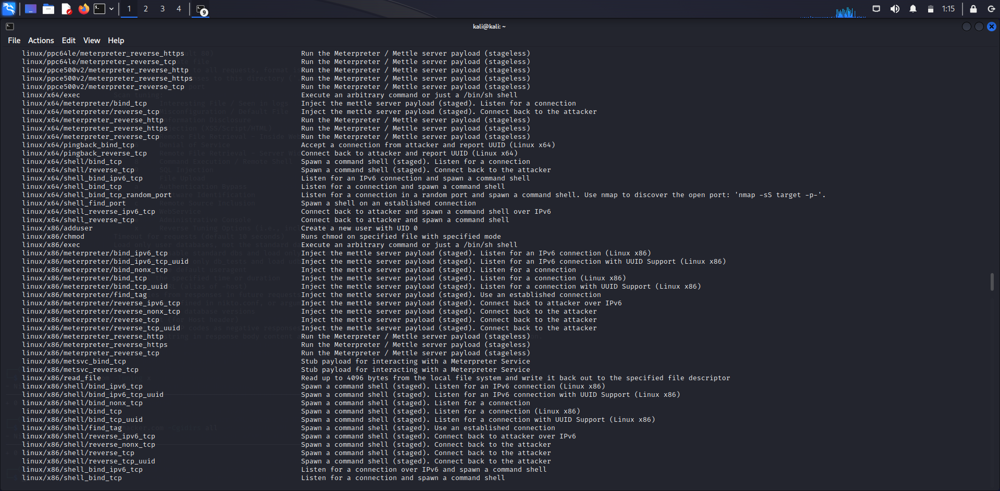 1 2 3 4 9 1:15
kali@kali: ~
File Actions Edit View Help
linux/ppc64le/meterpreter_reverse_https Run the Meterpreter / Mettle server payload (stageless)
linux/ppc64le/meterpreter_reverse_tcp Run the Meterpreter / Mettle server payload (stageless)
linux/ppce500v2/meterpreter_reverse_http Run the Meterpreter / Mettle server payload (stageless)
linux/ppce500v2/meterpreter_reverse_https Run the Meterpreter / Mettle server payload (stageless)
linux/ppce500v2/meterpreter_reverse_tcp Run the Meterpreter / Mettle server payload (stageless)
linux/x64/exec Execute an arbitrary command or just a /bin/sh shell
linux/x64/meterpreter/bind_tcp Inject the mettle server payload (staged). Listen for a connection
linux/x64/meterpreter/reverse_tcp Inject the mettle server payload (staged). Connect back to the attacker
linux/x64/meterpreter_reverse_http Run the Meterpreter / Mettle server payload (stageless)
linux/x64/meterpreter_reverse_https Run the Meterpreter / Mettle server payload (stageless)
linux/x64/meterpreter_reverse_tcp Run the Meterpreter / Mettle server payload (stageless)
linux/x64/pingback_bind_tcp Accept a connection from attacker and report UUID (Linux x64)
linux/x64/pingback_reverse_tcp Connect back to attacker and report UUID (Linux x64)
linux/x64/shell/bind_tcp Spawn a command shell (staged). Listen for a connection
linux/x64/shell/reverse_tcp Spawn a command shell (staged). Connect back to the attacker
linux/x64/shell_bind_ipv6_tcp Listen for an IPv6 connection and spawn a command shell
linux/x64/shell_bind_tcp Listen for a connection and spawn a command shell
linux/x64/shell_bind_tcp_random_port Listen for a connection in a random port and spawn a command shell. Use nmap to discover the open port: 'nmap -sS target -p-'.
linux/x64/shell_find_port Spawn a shell on an established connection
linux/x64/shell_reverse_ipv6_tcp Connect back to attacker and spawn a command shell over IPv6
linux/x64/shell_reverse_tcp Connect back to attacker and spawn a command shell
linux/x86/adduser Create a new user with UID 0
linux/x86/chmod Runs chmod on specified file with specified mode
linux/x86/exec Execute an arbitrary command or just a /bin/sh shell
linux/x86/meterpreter/bind_ipv6_tcp Inject the mettle server payload (staged). Listen for an IPv6 connection (Linux x86)
linux/x86/meterpreter/bind_ipv6_tcp_uuid Inject the mettle server payload (staged). Listen for an IPv6 connection with UUID Support (Linux x86)
linux/x86/meterpreter/bind_nonx_tcp Inject the mettle server payload (staged). Listen for a connection
linux/x86/meterpreter/bind_tcp Inject the mettle server payload (staged). Listen for a connection (Linux x86)
linux/x86/meterpreter/bind_tcp_uuid Inject the mettle server payload (staged). Listen for a connection with UUID Support (Linux x86)
linux/x86/meterpreter/find_tag Inject the mettle server payload (staged). Use an established connection
linux/x86/meterpreter/reverse_ipv6_tcp Inject the mettle server payload (staged). Connect back to attacker over IPv6
linux/x86/meterpreter/reverse_nonx_tcp Inject the mettle server payload (staged). Connect back to the attacker
linux/x86/meterpreter/reverse_tcp Inject the mettle server payload (staged). Connect back to the attacker
linux/x86/meterpreter/reverse_tcp_uuid Inject the mettle server payload (staged). Connect back to the attacker
linux/x86/meterpreter_reverse_http Run the Meterpreter / Mettle server payload (stageless)
linux/x86/meterpreter_reverse_https Run the Meterpreter / Mettle server payload (stageless)
linux/x86/meterpreter_reverse_tcp Run the Meterpreter / Mettle server payload (stageless)
linux/x86/metsvc_bind_tcp Stub payload for interacting with a Meterpreter Service
linux/x86/metsvc_reverse_tcp Stub payload for interacting with a Meterpreter Service
linux/x86/read_file Read up to 4096 bytes from the local file system and write it back out to the specified file descriptor
linux/x86/shell/bind_ipv6_tcp Spawn a command shell (staged). Listen for an IPv6 connection (Linux x86)
linux/x86/shell/bind_ipv6_tcp_uuid Spawn a command shell (staged). Listen for an IPv6 connection with UUID Support (Linux x86)
linux/x86/shell/bind_nonx_tcp Spawn a command shell (staged). Listen for a connection
linux/x86/shell/bind_tcp Spawn a command shell (staged). Listen for a connection (Linux x86)
linux/x86/shell/bind_tcp_uuid Spawn a command shell (staged). Listen for a connection with UUID Support (Linux x86)
linux/x86/shell/find_tag Spawn a command shell (staged). Use an established connection
linux/x86/shell/reverse_ipv6_tcp Spawn a command shell (staged). Connect back to attacker over IPv6
linux/x86/shell/reverse_nonx_tcp Spawn a command shell (staged). Connect back to the attacker
linux/x86/shell/reverse_tcp Spawn a command shell (staged). Connect back to the attacker
linux/x86/shell/reverse_tcp_uuid Spawn a command shell (staged). Connect back to the attacker
linux/x86/shell_bind_ipv6_tcp Listen for a connection over IPv6 and spawn a command shell
linux/x86/shell_bind_tcp Listen for a connection and spawn a command shell